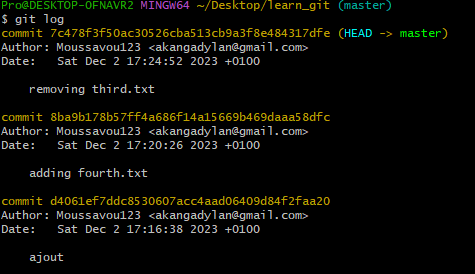 Pro@DESKTOP-OFNAVR2 MINGW64 ~/Desktop/learn_git (master)
$ git log
commit 7c478f3f50ac30526cba513cb9a3f8e484317dfe (HEAD -> master)
Author: Moussavou123 <akangadylan@gmail.com>
Date:   Sat Dec 2 17:24:52 2023 +0100
removing third.txt
commit 8ba9b178b57ff4a686f14a15669b469daaa58dfc
Author: Moussavou123 <akangadylan@gmail.com>
Date:   Sat Dec 2 17:20:26 2023 +0100
adding fourth.txt
commit d4061ef7ddc8530607acc4aad06409d84f2faa20
Author: Moussavou123 <akangadylan@gmail.com>
Date:   Sat Dec 2 17:16:38 2023 +0100
ajout